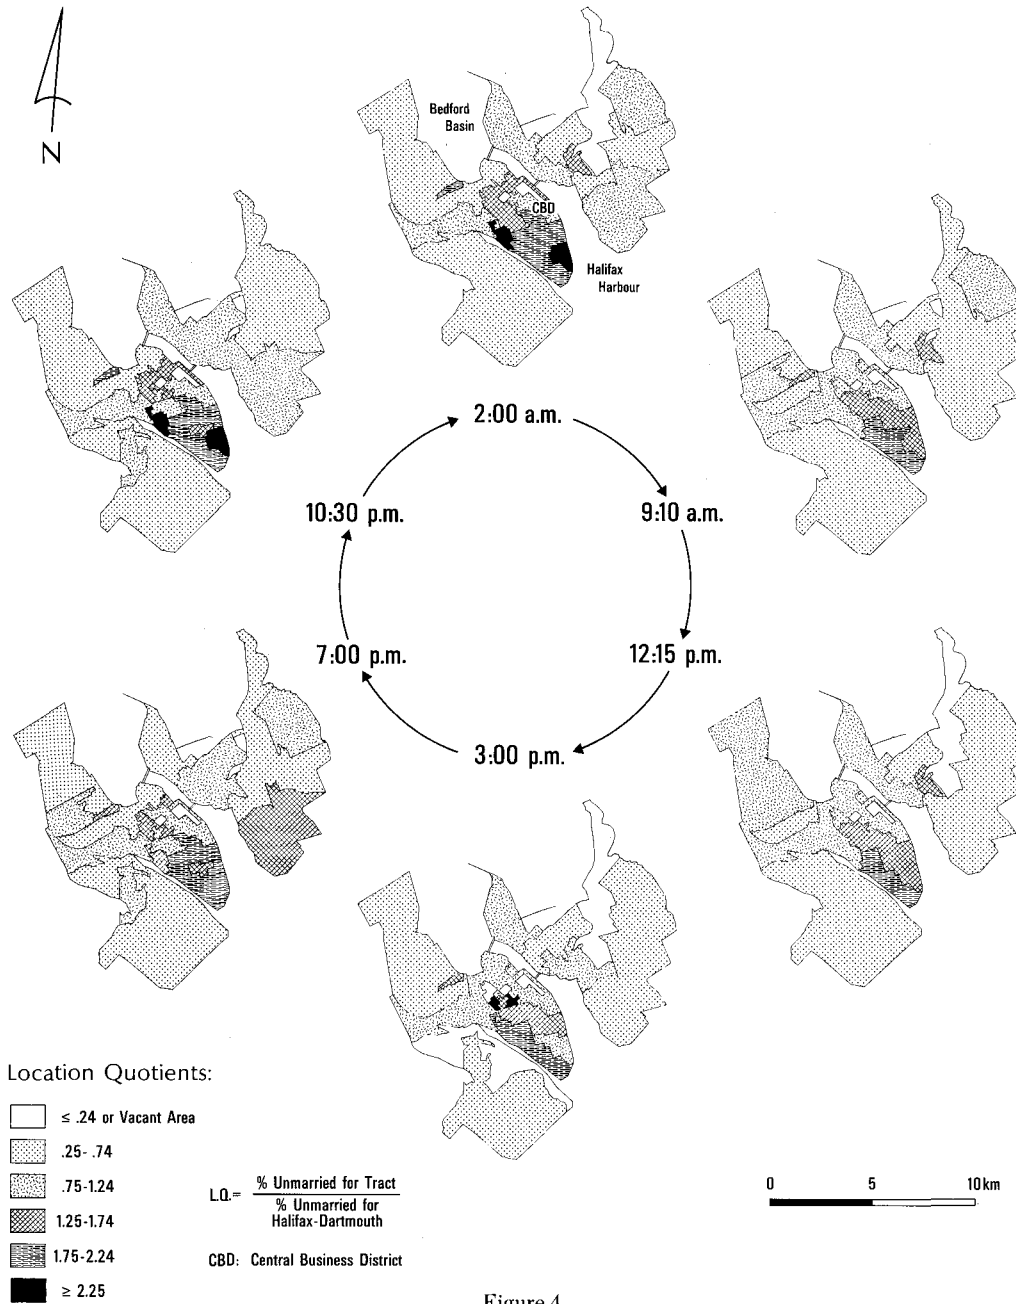 N
Bedford
Basin
CBD
Halifax
Harbour
2:00 a.m.
10:30 p.m.
9:10 a.m.
7:00 p.m.
12:15 p.m.
3:00 p.m.
Location Quotients:
≤ .24 or Vacant Area
.25- .74
.75-1.24
1.25-1.74
1.75-2.24
≥ 2.25
L.Q.= % Unmarried for Tract
% Unmarried for
Halifax-Dartmouth
CBD: Central Business District
0 5 10 km
Figure 4